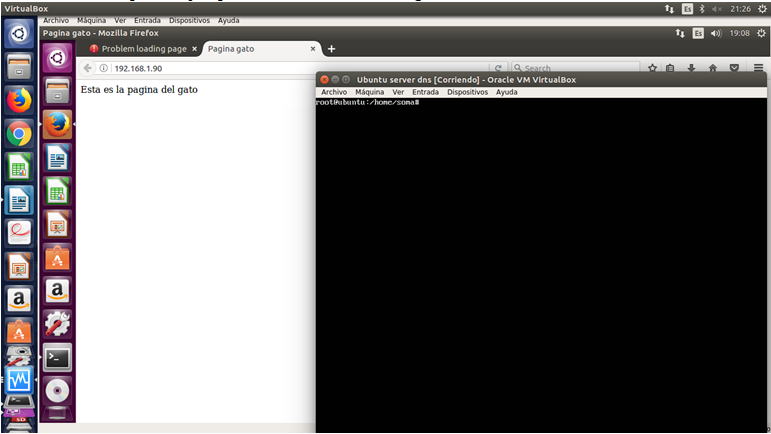 VirtualBox
Es
21:26
Archivo Máquina Ver Entrada Dispositivos Ayuda
Pagina gato - Mozilla Firefox
Es
19:08
Problem loading page
Pagina gato
192.168.1.90
Search
Esta es la pagina del gato
Ubuntu server dns [Corriendo] - Oracle VM VirtualBox
Archivo Máquina Ver Entrada Dispositivos Ayuda
root@ubuntu:/home/soma#